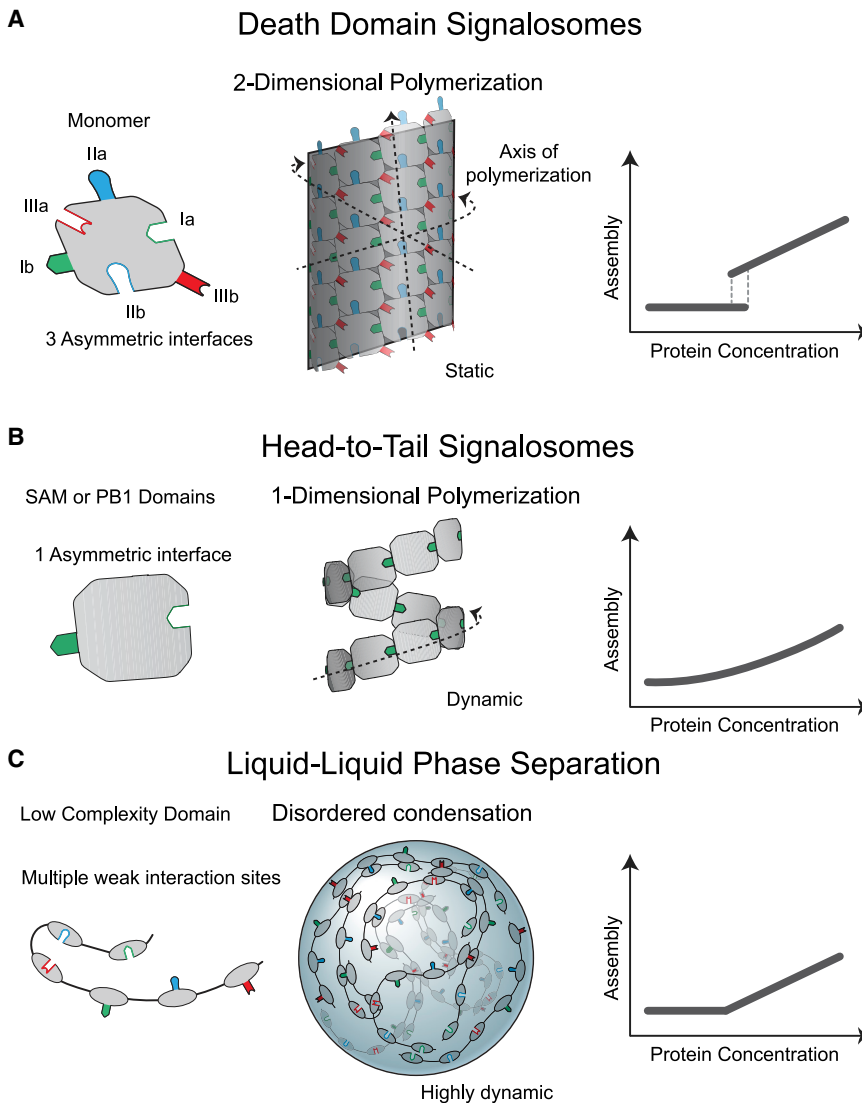 A
Death Domain Signalosomes
2-Dimensional Polymerization
Monomer
IIa
IIIa
Ia
Ib
IIb
IIIb
3 Asymmetric interfaces
Axis of
polymerization
Static
Assembly
Protein Concentration
B
Head-to-Tail Signalosomes
SAM or PB1 Domains
1-Dimensional Polymerization
1 Asymmetric interface
Dynamic
Assembly
Protein Concentration
C
Liquid-Liquid Phase Separation
Low Complexity Domain
Disordered condensation
Multiple weak interaction sites
Highly dynamic
Assembly
Protein Concentration